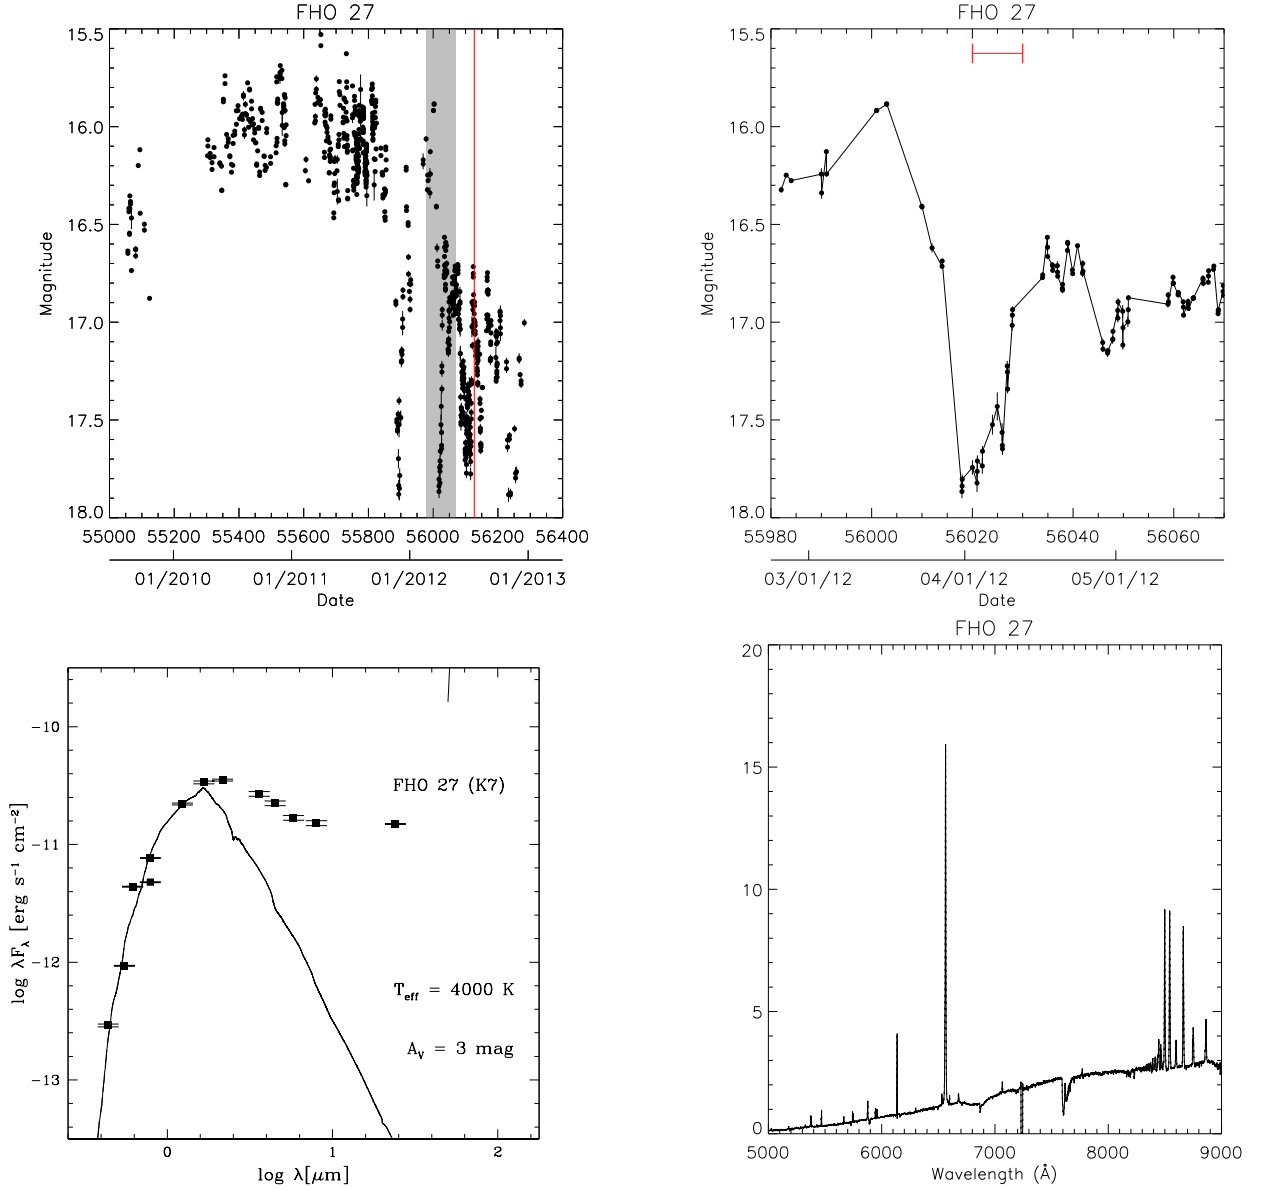 FHO 27
15.5
16.0
16.5
17.0
17.5
18.0
Magnitude
55000 55200 55400 55600 55800 56000 56200 56400
01/2010 01/2011 01/2012 01/2013
Date
FHO 27
15.5
16.0
16.5
17.0
17.5
18.0
Magnitude
55980 56000 56020 56040 56060
03/01/12 04/01/12 05/01/12
Date
−10
−11
−12
−13
log λFλ [erg s⁻¹ cm⁻²]
FHO 27 (K7)
Teff = 4000 K
AV = 3 mag
0 1 2
log λ[μm]
FHO 27
20
15
10
5
0
5000 6000 7000 8000 9000
Wavelength (Å)